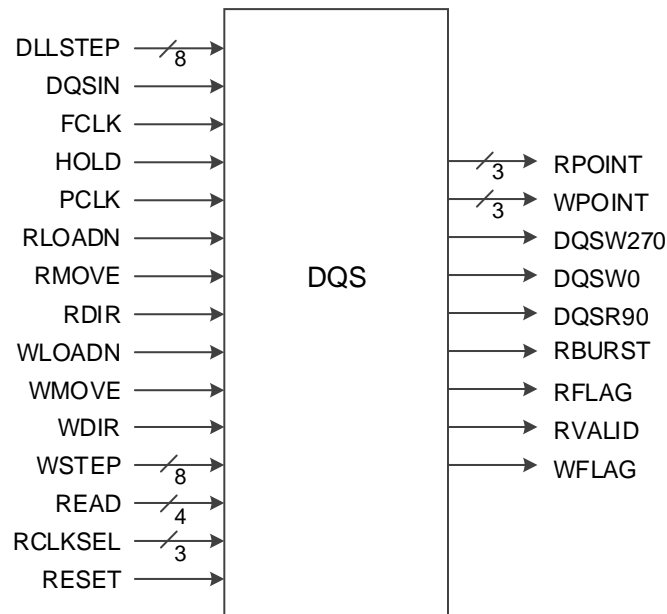 DLLSTEP
8
DQSIN
FCLK
HOLD
PCLK
RLOADN
RMOVE
RDIR
WLOADN
WMOVE
WDIR
WSTEP
8
READ
4
RCLKSEL
3
RESET
DQS
RPOINT
3
WPOINT
3
DQSW270
DQSW0
DQSR90
RBURST
RFLAG
RVALID
WFLAG